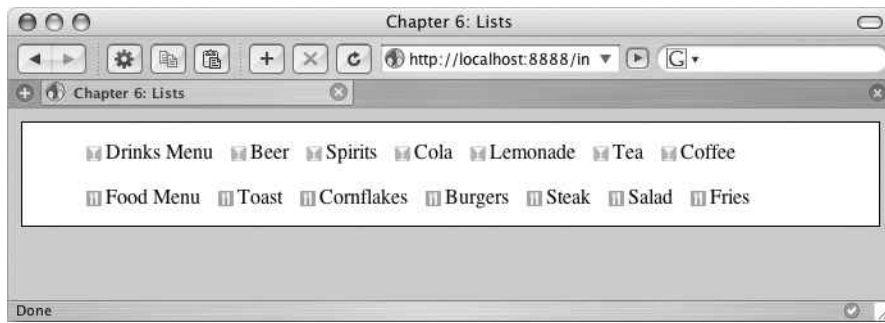 Chapter 6: Lists
http://localhost:8888/in G
Chapter 6: Lists
Drinks Menu Beer Spirits Cola Lemonade Tea Coffee
Food Menu Toast Cornflakes Burgers Steak Salad Fries
Done